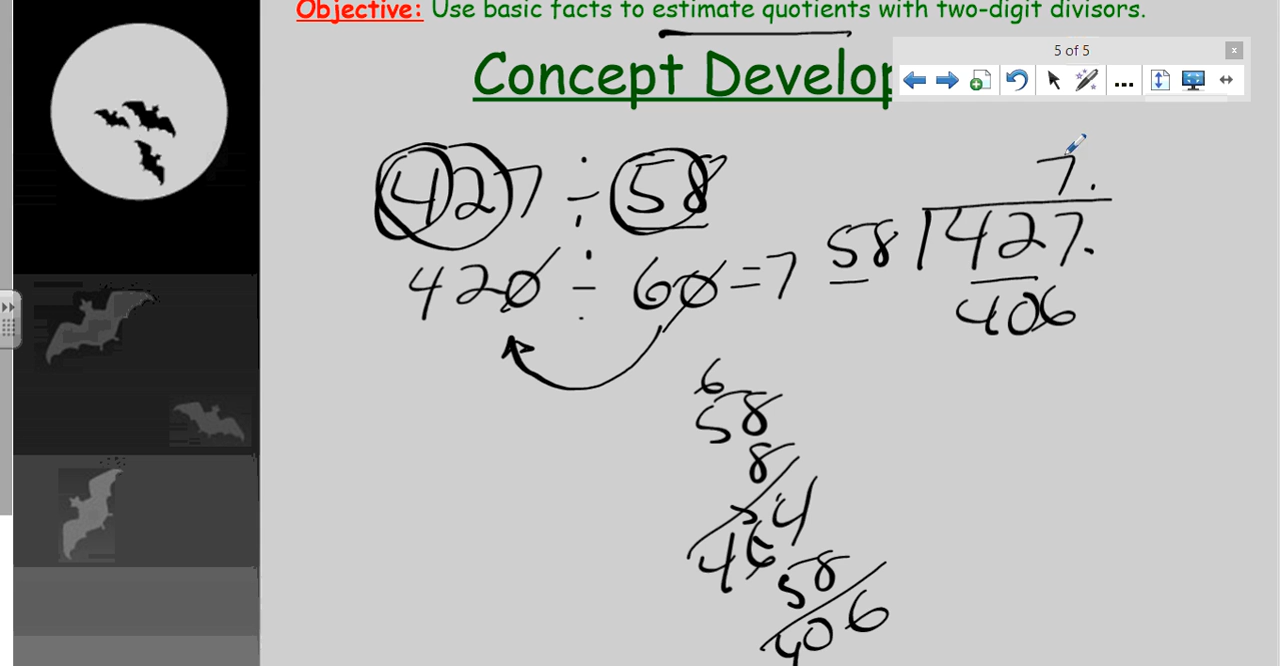 Objective: Use basic facts to estimate quotients with two-digit divisors.
5 of 5
Concept Develop
427 ÷ 58
420 ÷ 60 = 7
7.
58 427.
406
6
58
8
464
58
406